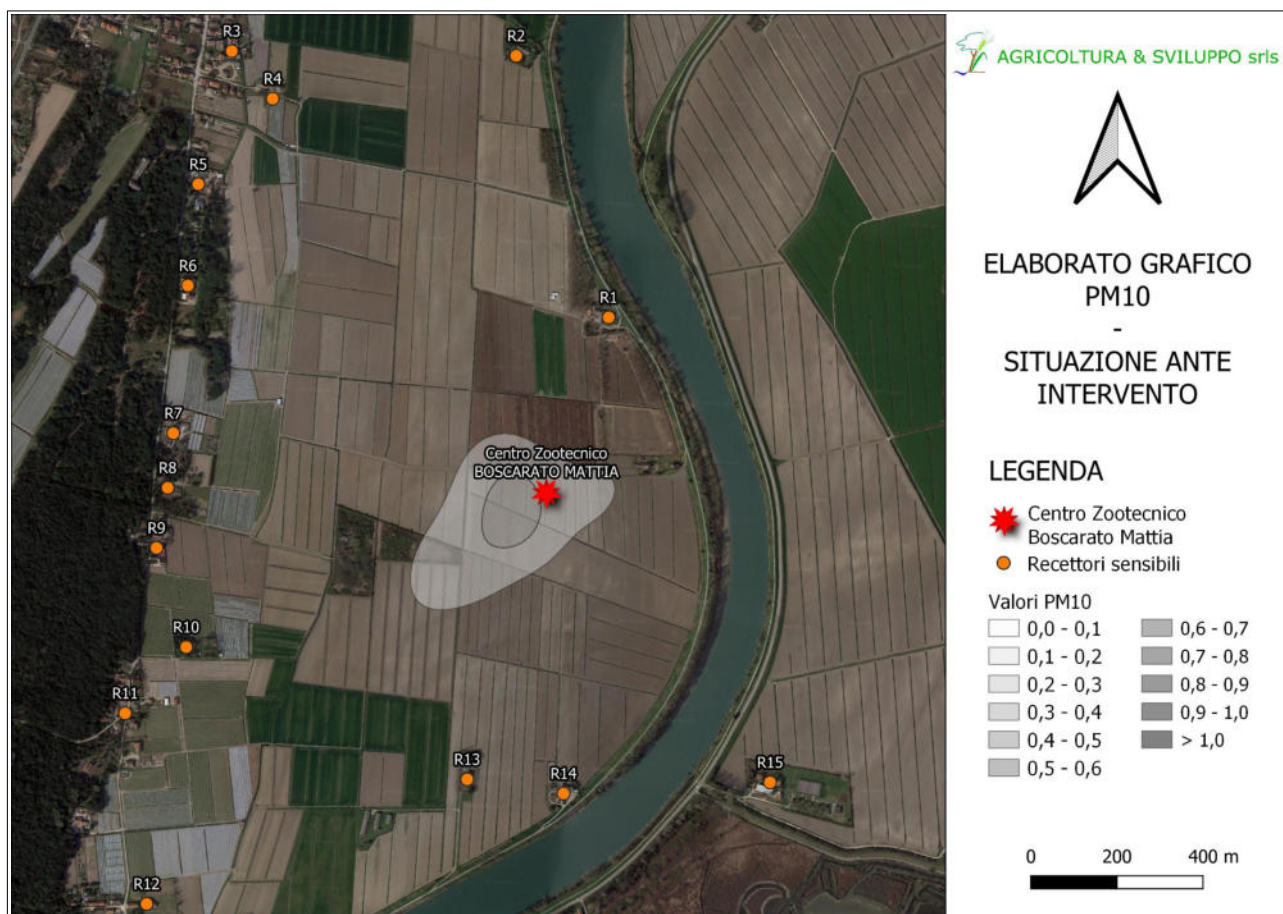 R3
R2
R4
R5
R6
R1
R7
R8
R9
Centro Zootecnico
BOSCARATO MATTIA
R10
R11
R13
R14
R15
R12
AGRICOLTURA & SVILUPPO srls
ELABORATO GRAFICO
PM10
-
SITUAZIONE ANTE
INTERVENTO
LEGENDA
Centro Zootecnico
Boscarato Mattia
Recettori sensibili
Valori PM10
0,0 - 0,1
0,1 - 0,2
0,2 - 0,3
0,3 - 0,4
0,4 - 0,5
0,5 - 0,6
0,6 - 0,7
0,7 - 0,8
0,8 - 0,9
0,9 - 1,0
> 1,0
0 200 400 m